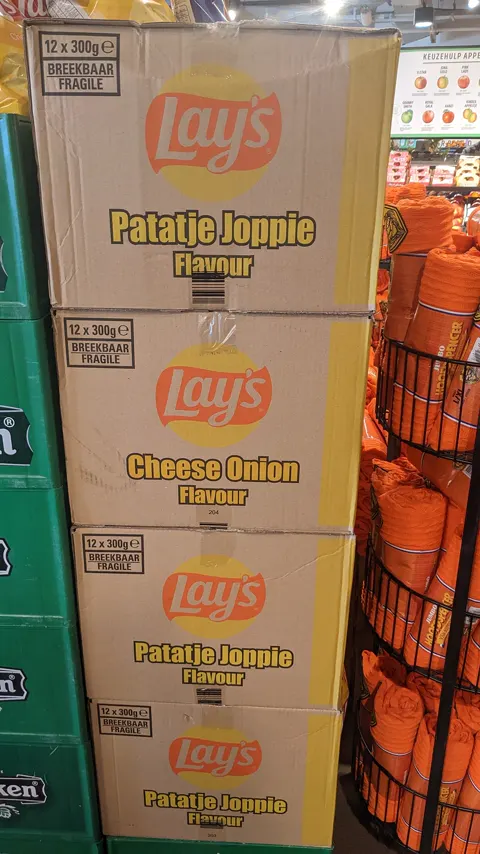 12 x 300g e
BREEKBAAR
FRAGILE
Lay's
Patatje Joppie
Flavour
12 x 300g e
BREEKBAAR
FRAGILE
Lay's
Cheese Onion
Flavour
204
12 x 300g e
BREEKBAAR
FRAGILE
Lay's
Patatje Joppie
Flavour
12 x 300g e
BREEKBAAR
FRAGILE
Lay's
Patatje Joppie
Flavour
KEUZEHULP APPE
JUMBO